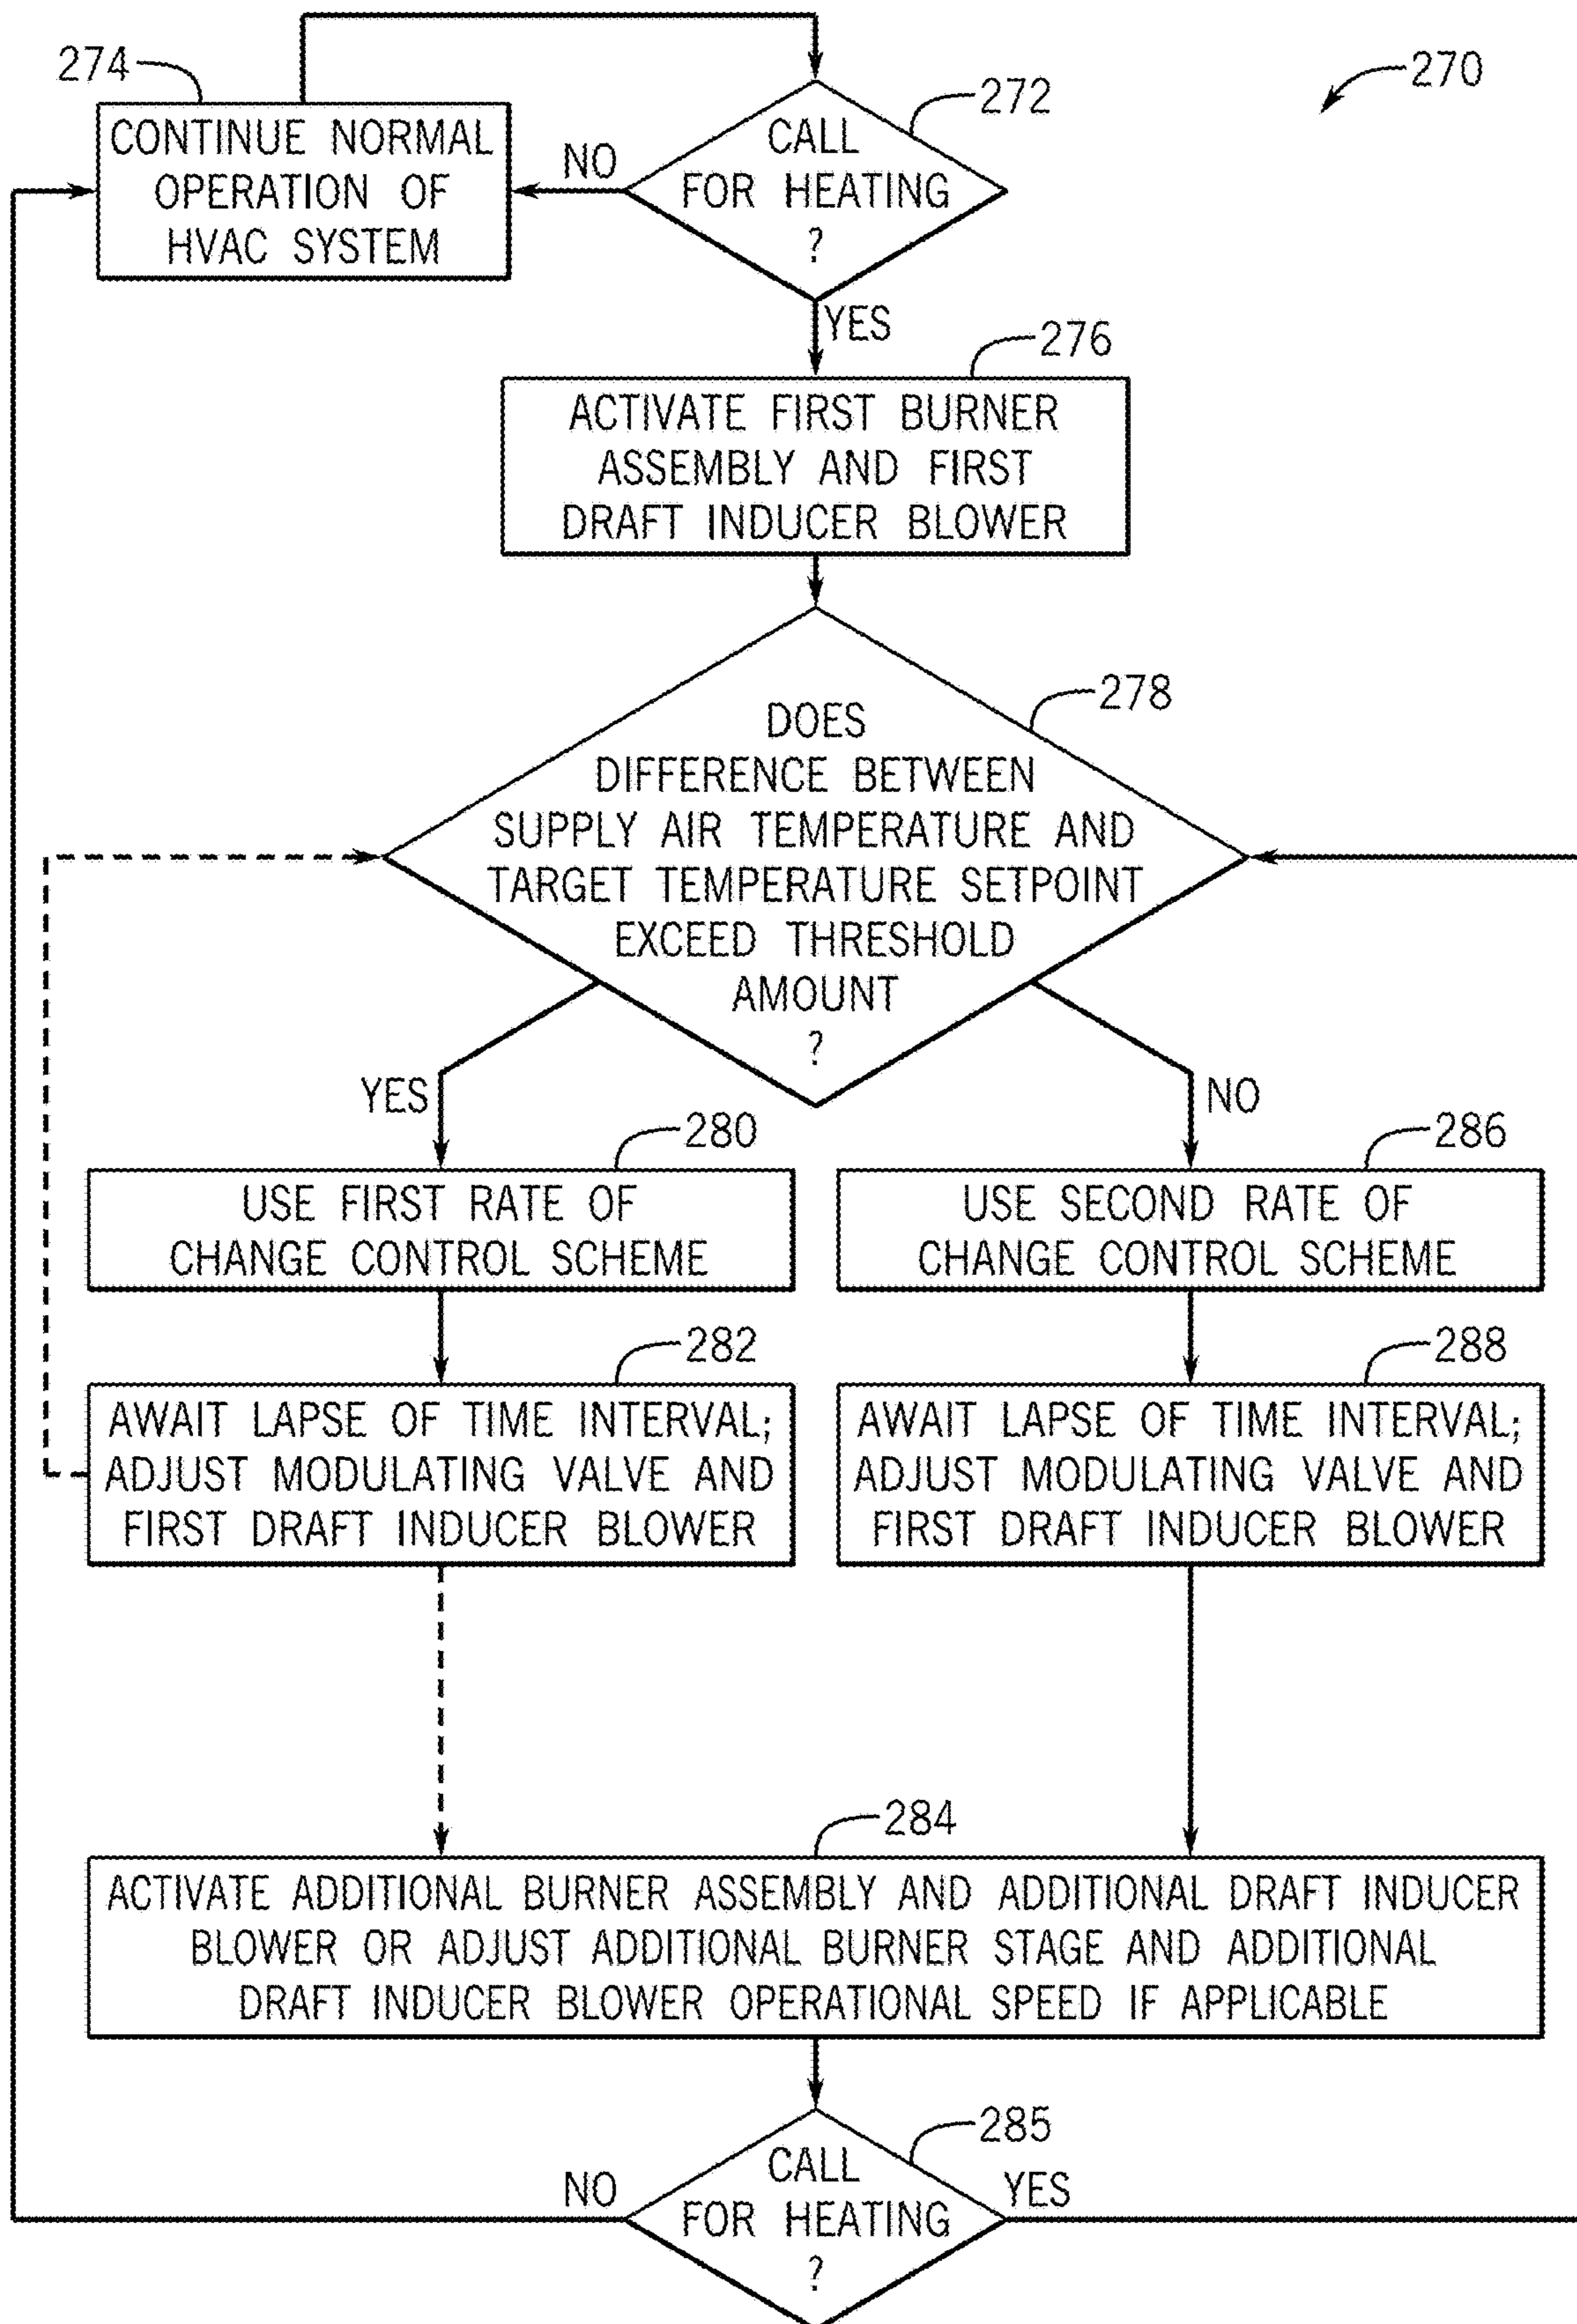 274
CONTINUE NORMAL
OPERATION OF
HVAC SYSTEM
NO
CALL
FOR HEATING
?
272
270
YES
276
ACTIVATE FIRST BURNER
ASSEMBLY AND FIRST
DRAFT INDUCER BLOWER
278
DOES
DIFFERENCE BETWEEN
SUPPLY AIR TEMPERATURE AND
TARGET TEMPERATURE SETPOINT
EXCEED THRESHOLD
AMOUNT
?
YES
NO
280
USE FIRST RATE OF
CHANGE CONTROL SCHEME
286
USE SECOND RATE OF
CHANGE CONTROL SCHEME
282
AWAIT LAPSE OF TIME INTERVAL;
ADJUST MODULATING VALVE AND
FIRST DRAFT INDUCER BLOWER
288
AWAIT LAPSE OF TIME INTERVAL;
ADJUST MODULATING VALVE AND
FIRST DRAFT INDUCER BLOWER
284
ACTIVATE ADDITIONAL BURNER ASSEMBLY AND ADDITIONAL DRAFT INDUCER
BLOWER OR ADJUST ADDITIONAL BURNER STAGE AND ADDITIONAL
DRAFT INDUCER BLOWER OPERATIONAL SPEED IF APPLICABLE
285
NO
CALL
FOR HEATING
?
YES